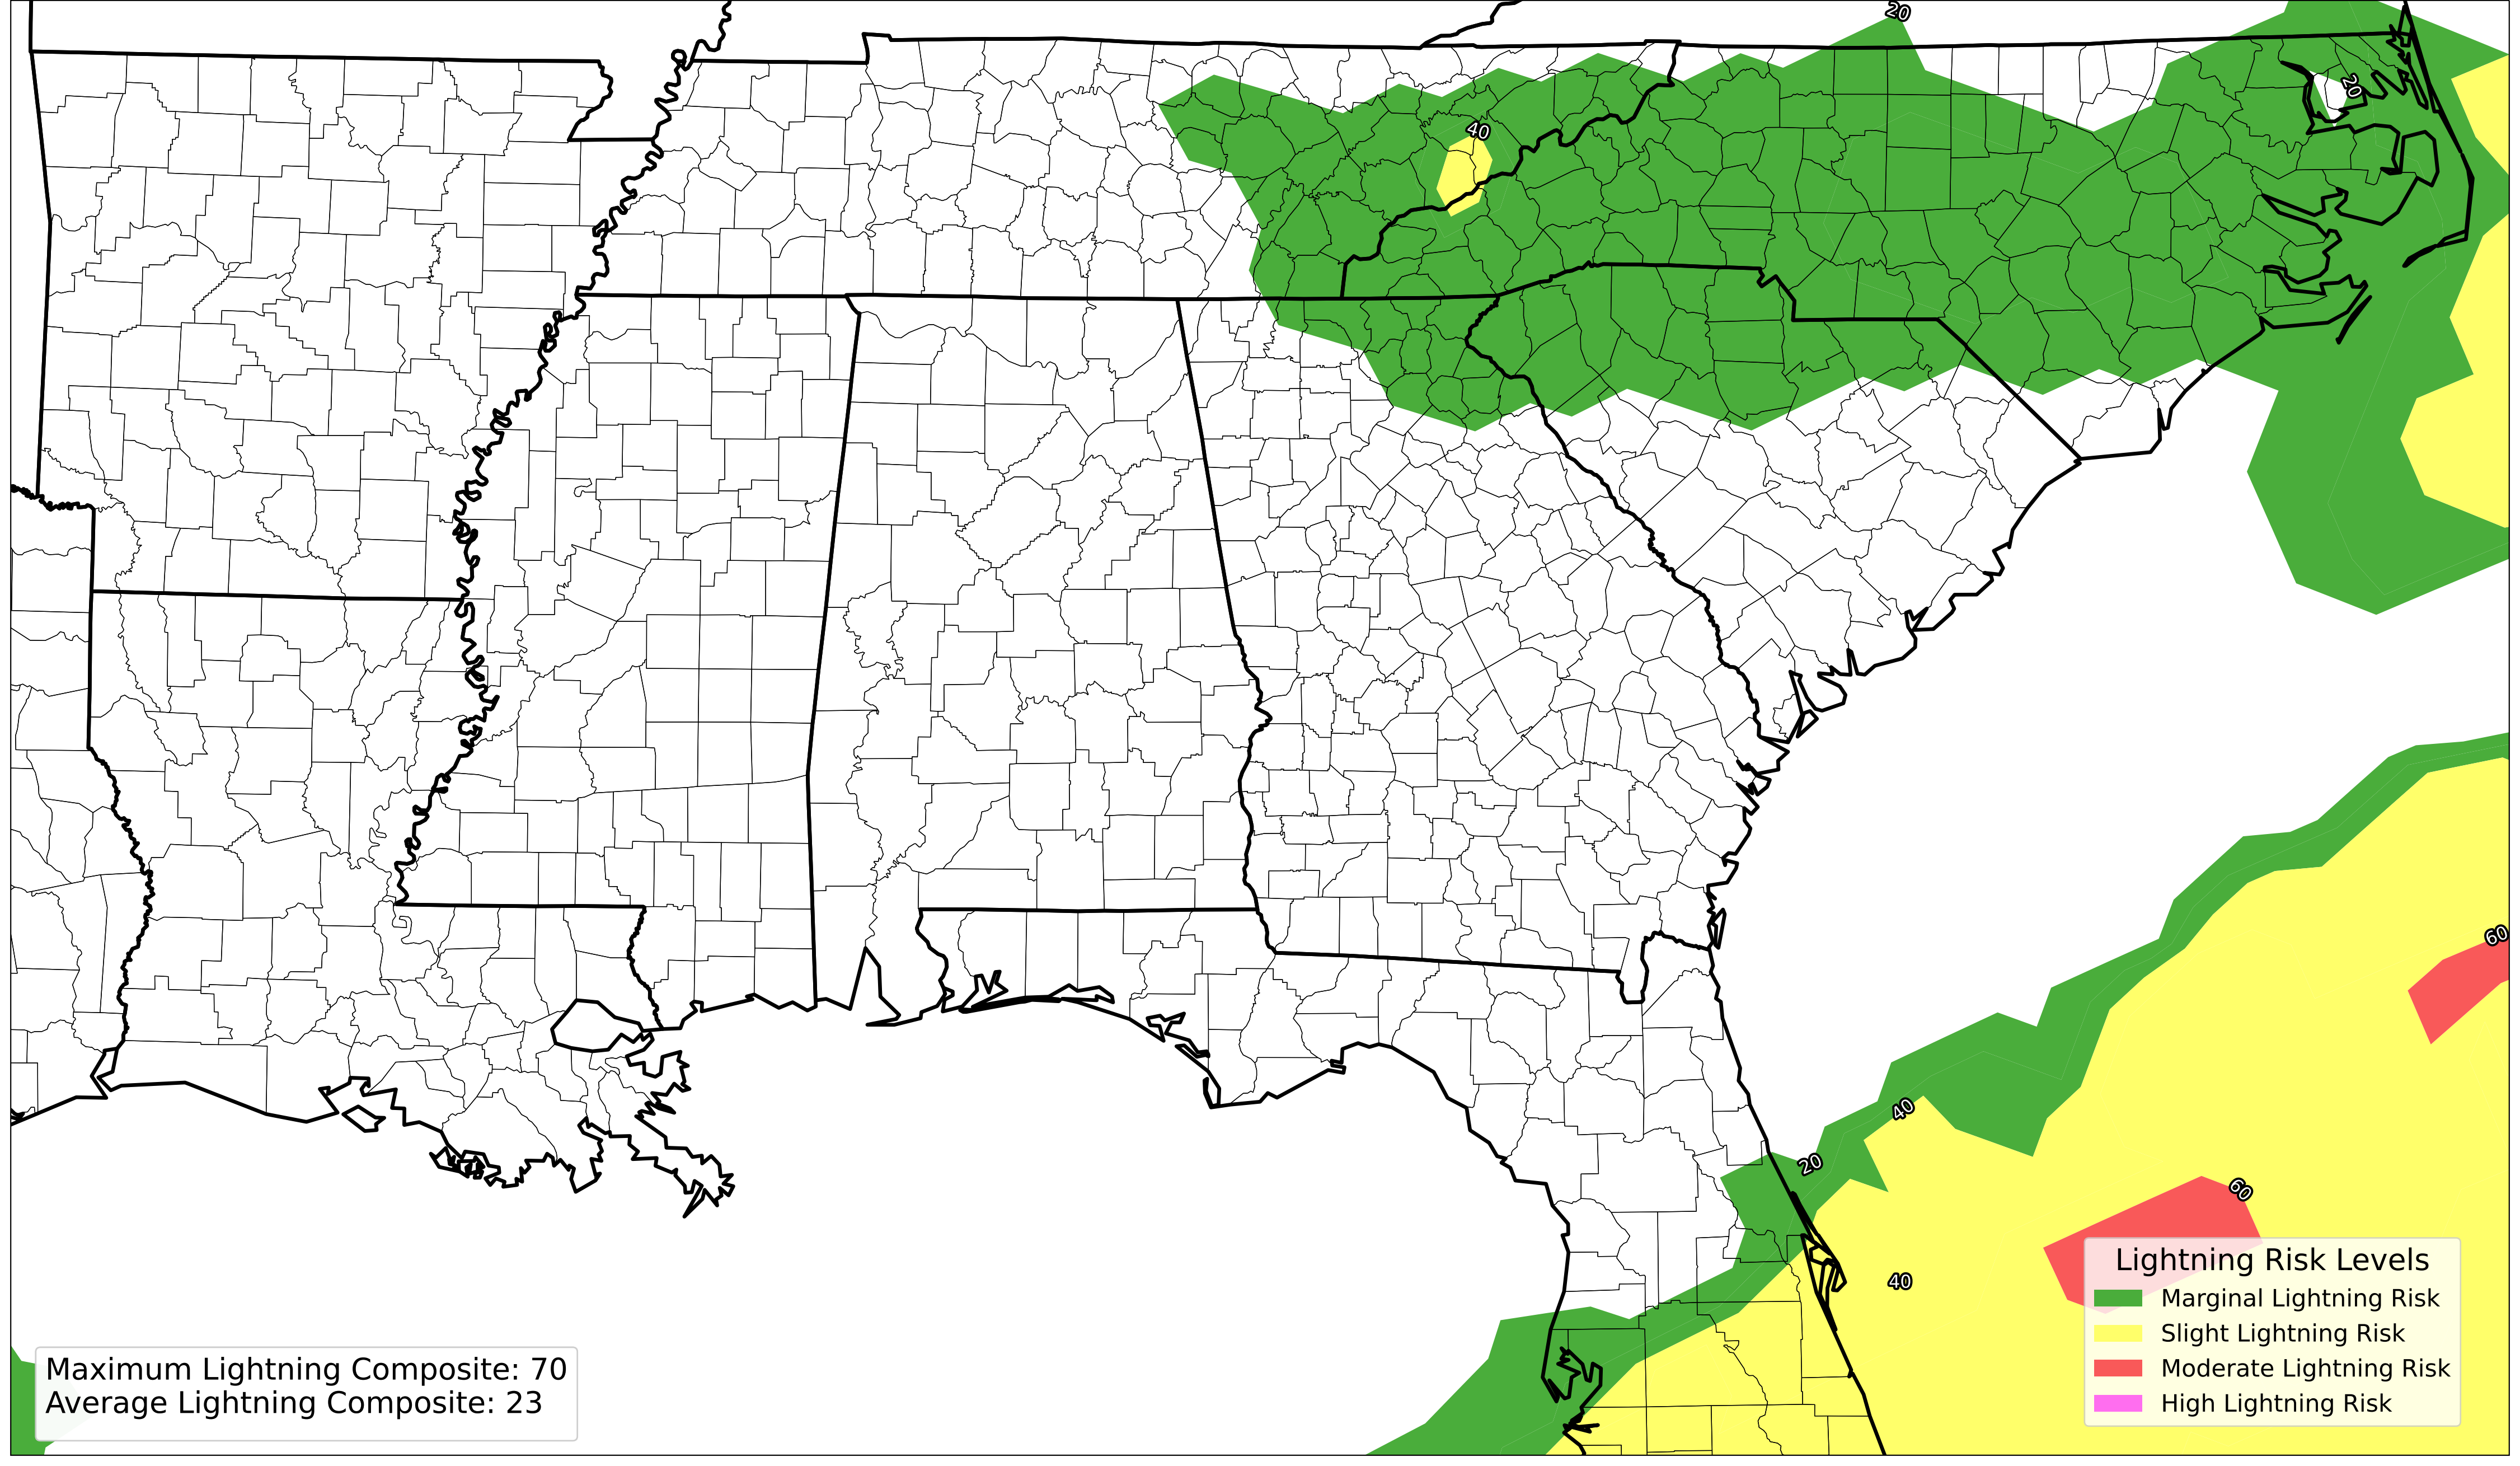 20
20
40
60
40
20
60
40
Lightning Risk Levels
Marginal Lightning Risk
Slight Lightning Risk
Moderate Lightning Risk
High Lightning Risk
Maximum Lightning Composite: 70
Average Lightning Composite: 23